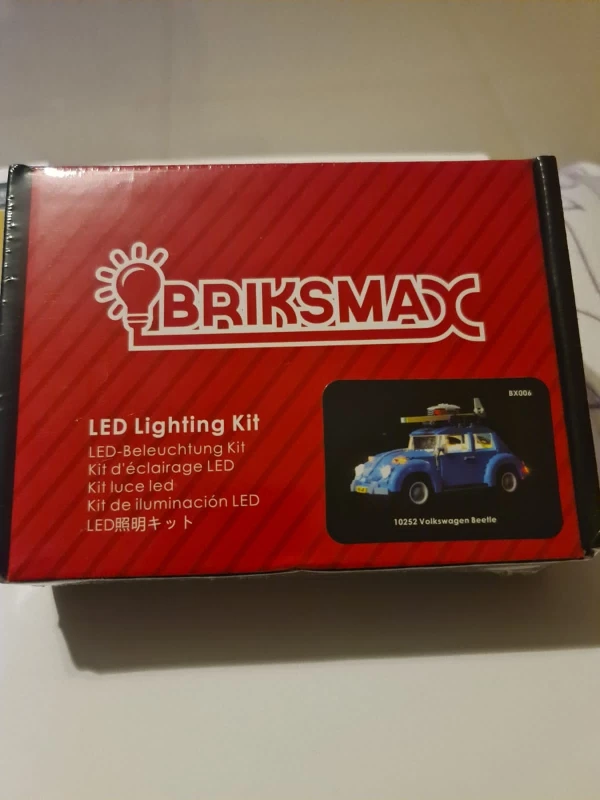 BRIKSMAX
LED Lighting Kit
LED-Beleuchtung Kit
Kit d'éclairage LED
Kit luce led
Kit de iluminación LED
LED照明キット
BX006
10252 Volkswagen Beetle